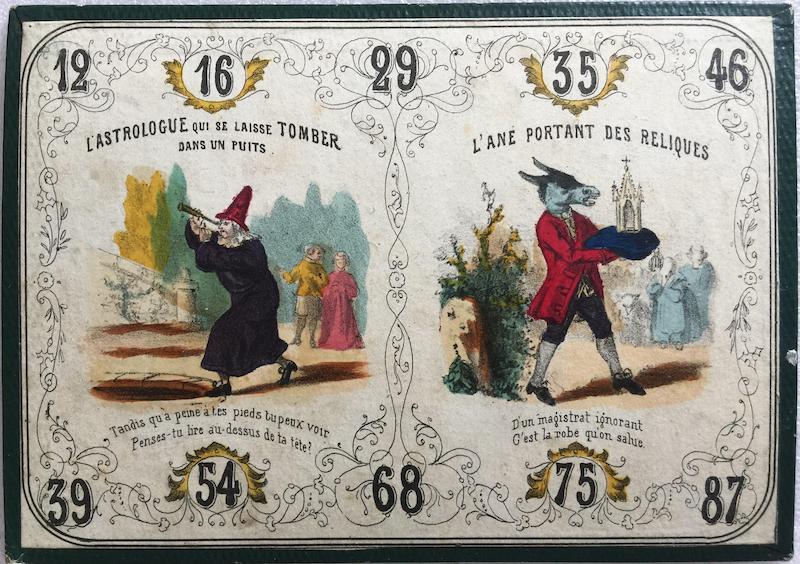 12 16 29 35 46
L'ASTROLOGUE QUI SE LAISSE TOMBER
DANS UN PUITS
L'ANE PORTANT DES RELIQUES
Tandis qu'à peine à tes pieds tu peux voir
Penses-tu lire au-dessus de ta tête?
D'un magistrat ignorant
C'est la robe qu'on salue.
39 54 68 75 87